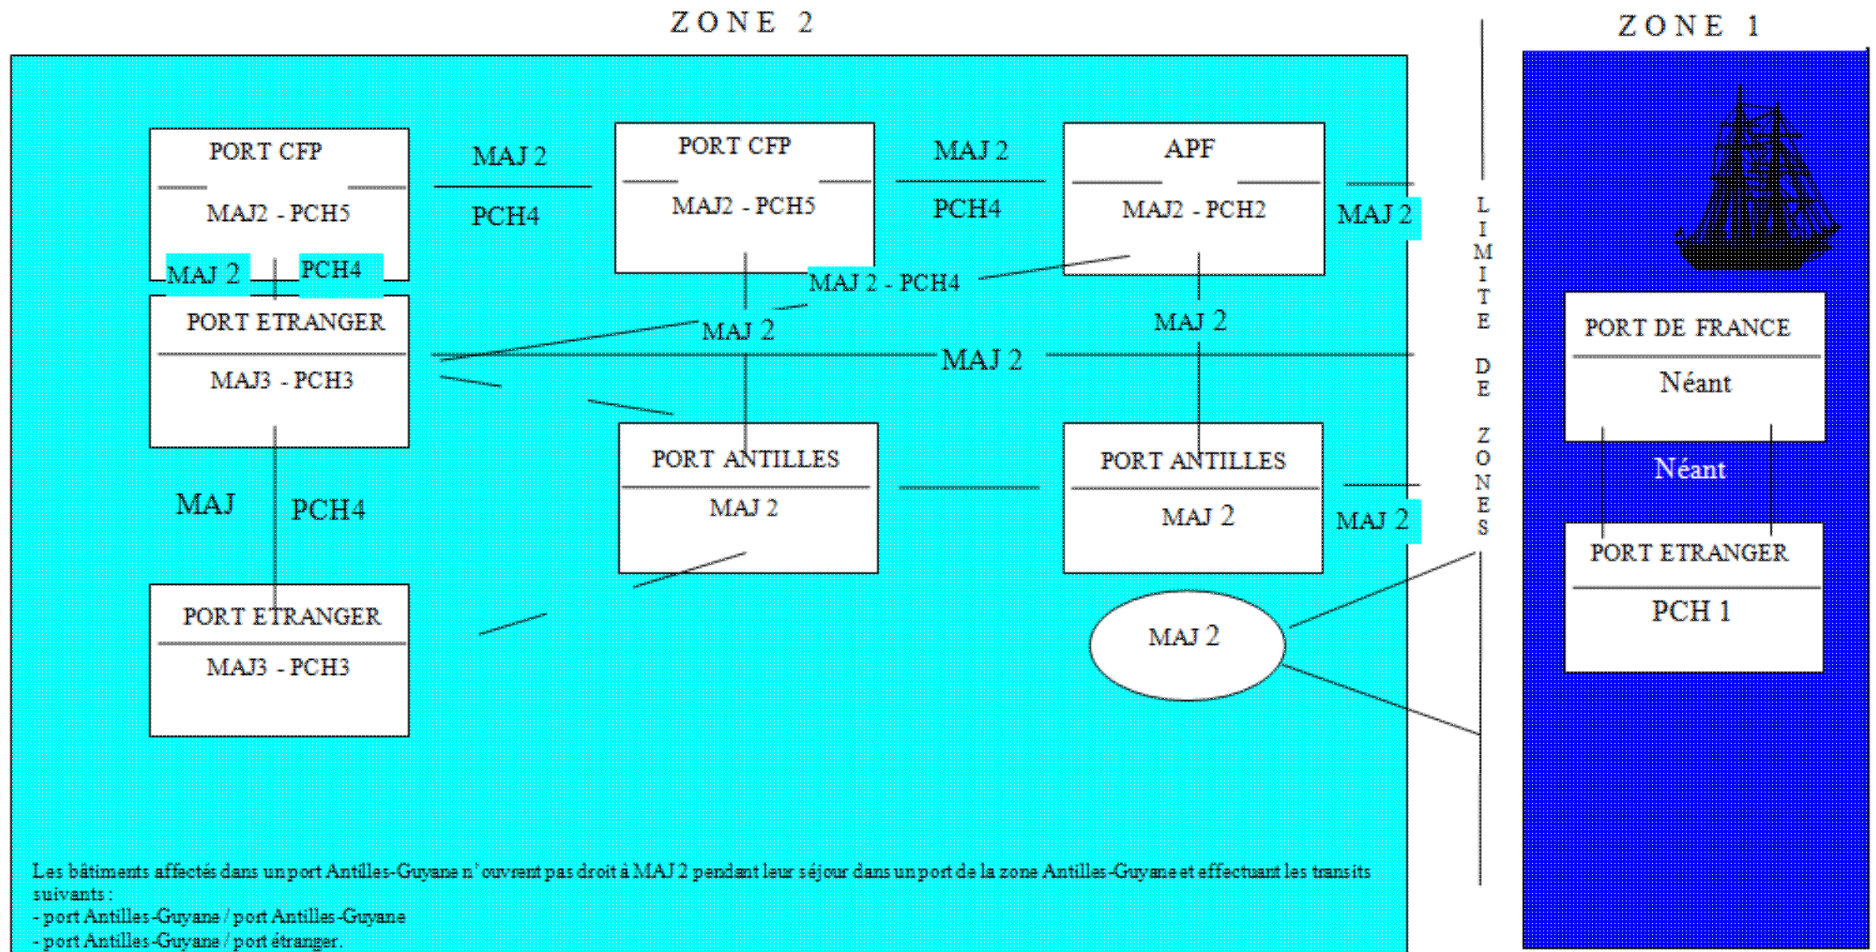 ZONE 2
ZONE 1
PORT CFP
MAJ2 - PCH5
MAJ 2
PCH4
PORT CFP
MAJ2 - PCH5
MAJ 2
PCH4
APF
MAJ2 - PCH2
MAJ 2
MAJ 2
PCH4
MAJ 2 - PCH4
PORT ETRANGER
MAJ3 - PCH3
MAJ 2
MAJ 2
MAJ 2
PORT ANTILLES
MAJ 2
PORT ANTILLES
MAJ 2
MAJ 2
MAJ
PCH4
PORT ETRANGER
MAJ3 - PCH3
MAJ 2
LIMITE DE ZONES
PORT DE FRANCE
Néant
Néant
PORT ETRANGER
PCH 1
Les bâtiments affectés dans un port Antilles-Guyane n'ouvrent pas droit à MAJ 2 pendant leur séjour dans un port de la zone Antilles-Guyane et effectuant les transits
suivants :
- port Antilles-Guyane / port Antilles-Guyane
- port Antilles-Guyane / port étranger.